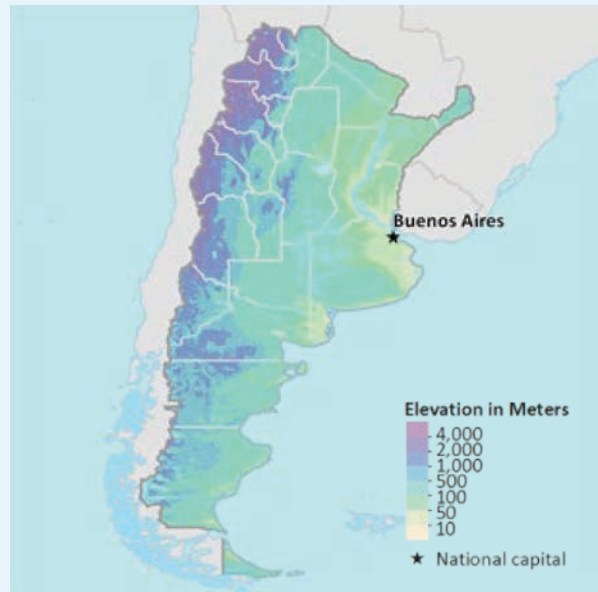 Buenos Aires
Elevation in Meters
4,000
2,000
1,000
500
100
50
10
★ National capital